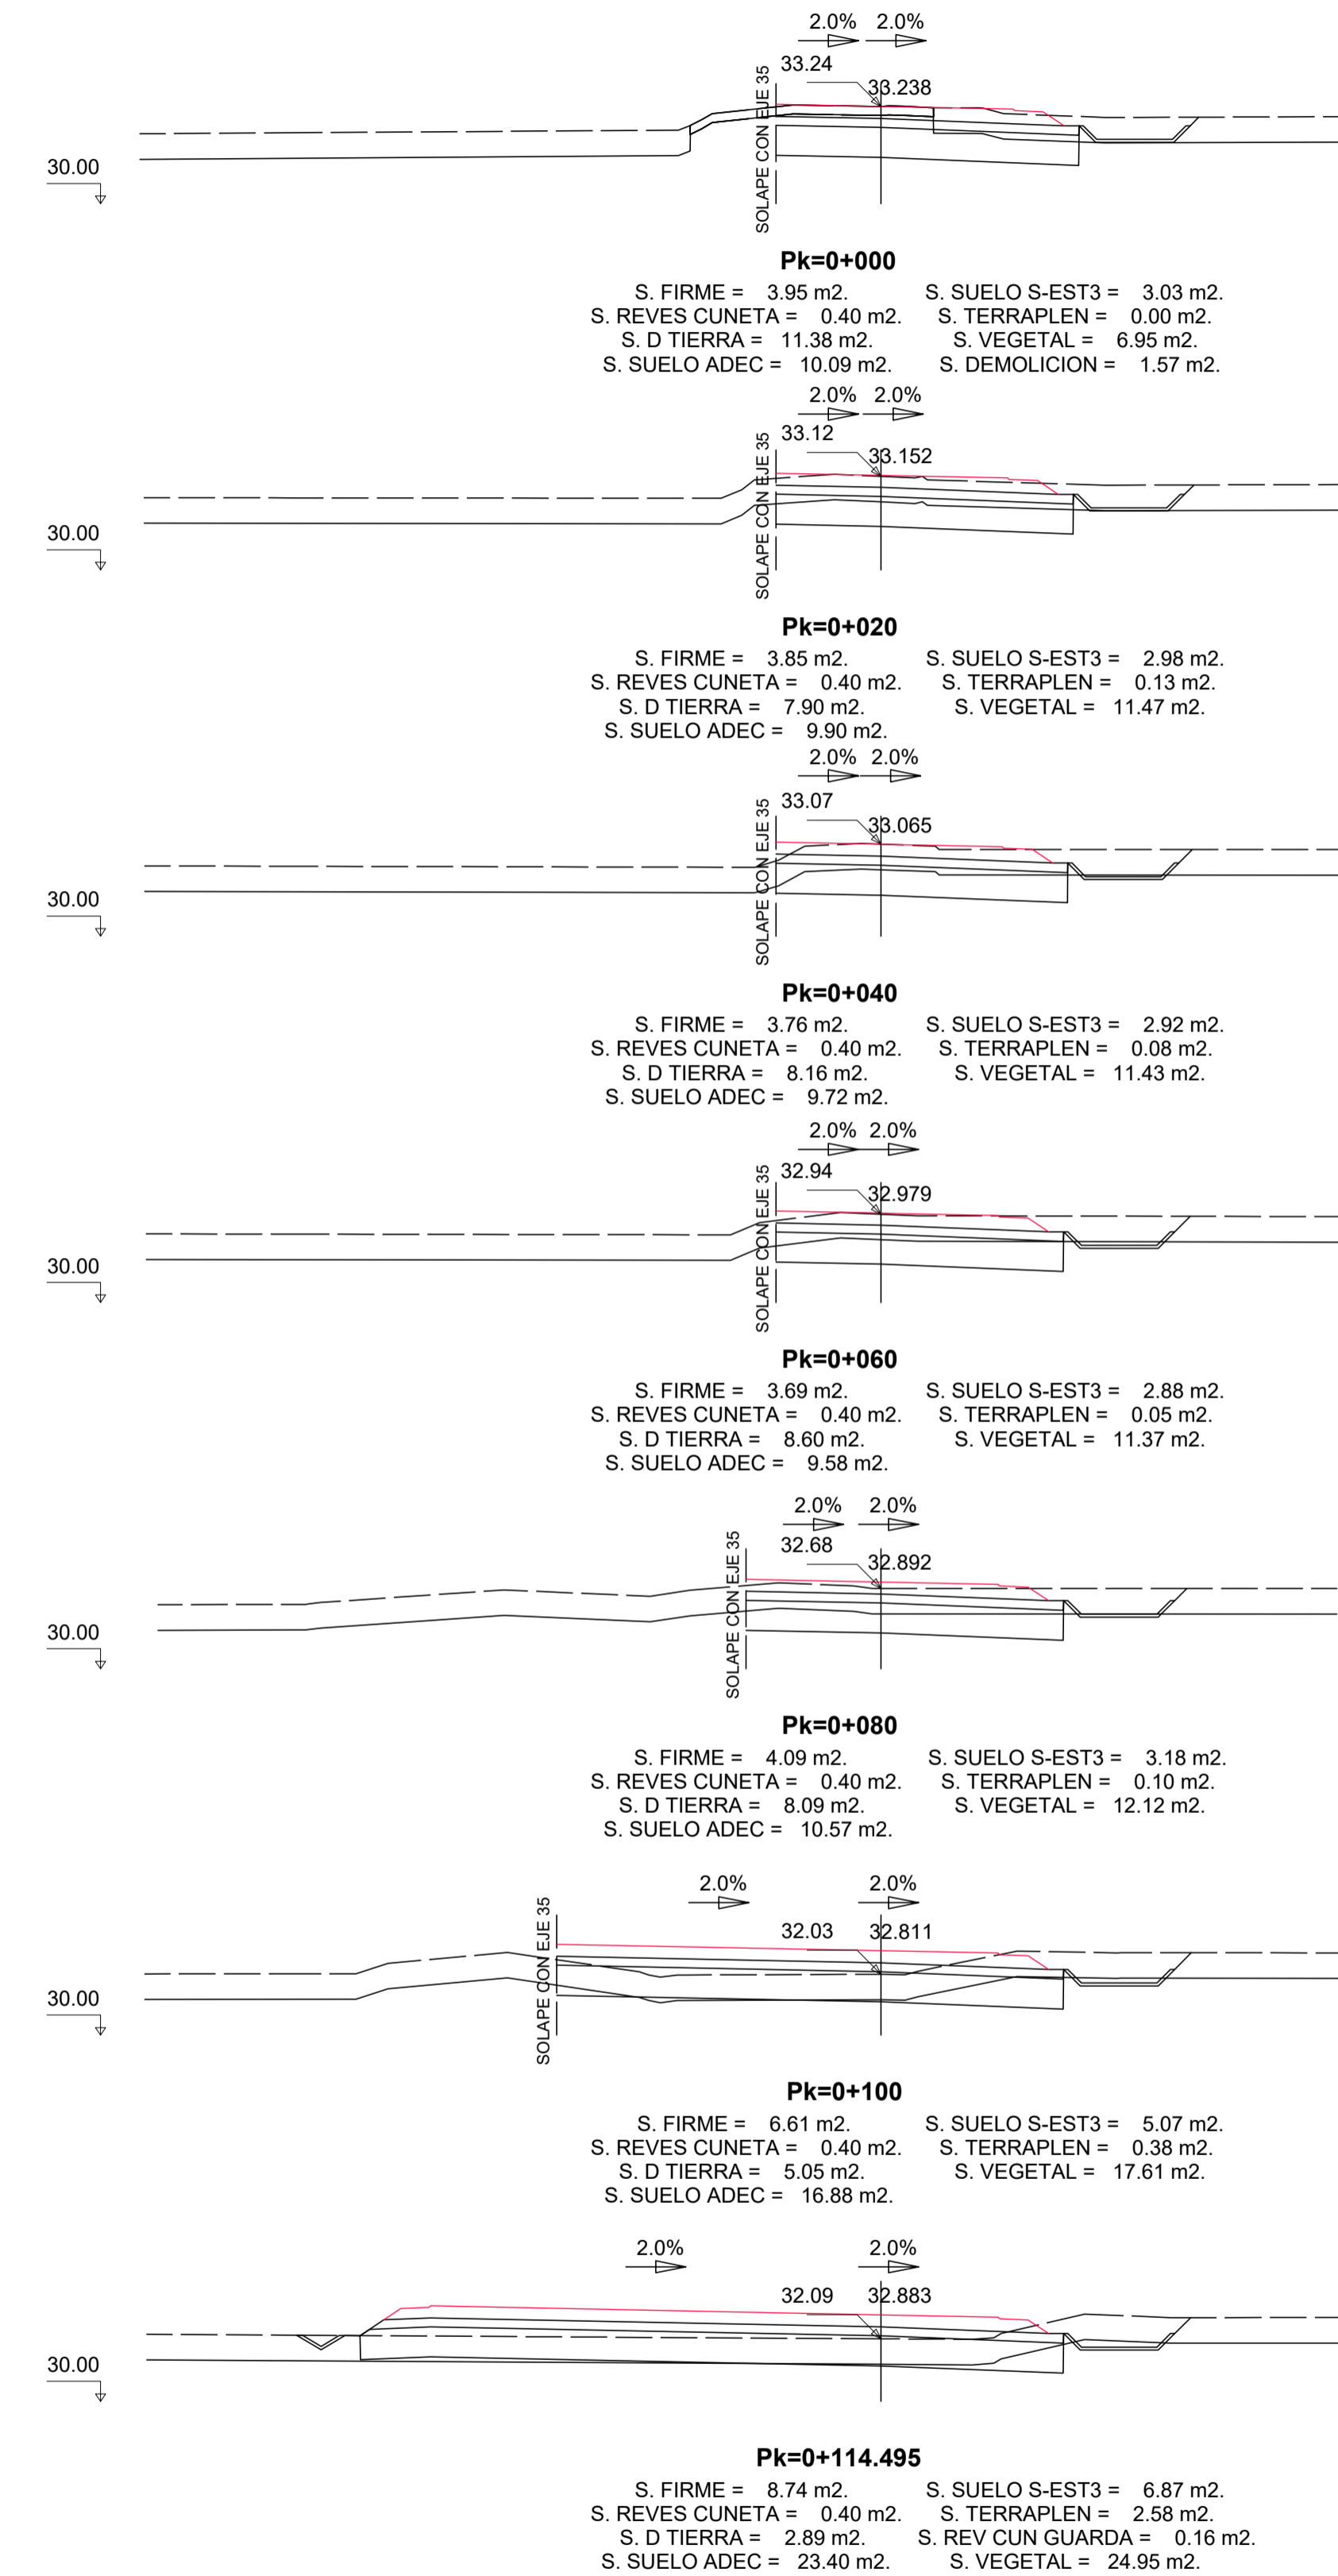 2.0% 2.0%
33.24
33.238
SOLAPE CON EJE 35
30.00
Pk=0+000
S. FIRME = 3.95 m2. S. SUELO S-EST3 = 3.03 m2.
S. REVES CUNETA = 0.40 m2. S. TERRAPLEN = 0.00 m2.
S. D TIERRA = 11.38 m2. S. VEGETAL = 6.95 m2.
S. SUELO ADEC = 10.09 m2. S. DEMOLICION = 1.57 m2.
2.0% 2.0%
33.12
33.152
SOLAPE CON EJE 35
30.00
Pk=0+020
S. FIRME = 3.85 m2. S. SUELO S-EST3 = 2.98 m2.
S. REVES CUNETA = 0.40 m2. S. TERRAPLEN = 0.13 m2.
S. D TIERRA = 7.90 m2. S. VEGETAL = 11.47 m2.
S. SUELO ADEC = 9.90 m2.
2.0% 2.0%
33.07
33.065
SOLAPE CON EJE 35
30.00
Pk=0+040
S. FIRME = 3.76 m2. S. SUELO S-EST3 = 2.92 m2.
S. REVES CUNETA = 0.40 m2. S. TERRAPLEN = 0.08 m2.
S. D TIERRA = 8.16 m2. S. VEGETAL = 11.43 m2.
S. SUELO ADEC = 9.72 m2.
2.0% 2.0%
32.94
32.979
SOLAPE CON EJE 35
30.00
Pk=0+060
S. FIRME = 3.69 m2. S. SUELO S-EST3 = 2.88 m2.
S. REVES CUNETA = 0.40 m2. S. TERRAPLEN = 0.05 m2.
S. D TIERRA = 8.60 m2. S. VEGETAL = 11.37 m2.
S. SUELO ADEC = 9.58 m2.
2.0% 2.0%
32.68
32.892
SOLAPE CON EJE 35
30.00
Pk=0+080
S. FIRME = 4.09 m2. S. SUELO S-EST3 = 3.18 m2.
S. REVES CUNETA = 0.40 m2. S. TERRAPLEN = 0.10 m2.
S. D TIERRA = 8.09 m2. S. VEGETAL = 12.12 m2.
S. SUELO ADEC = 10.57 m2.
2.0% 2.0%
32.03 32.811
SOLAPE CON EJE 35
30.00
Pk=0+100
S. FIRME = 6.61 m2. S. SUELO S-EST3 = 5.07 m2.
S. REVES CUNETA = 0.40 m2. S. TERRAPLEN = 0.38 m2.
S. D TIERRA = 5.05 m2. S. VEGETAL = 17.61 m2.
S. SUELO ADEC = 16.88 m2.
2.0% 2.0%
32.09 32.883
30.00
Pk=0+114.495
S. FIRME = 8.74 m2. S. SUELO S-EST3 = 6.87 m2.
S. REVES CUNETA = 0.40 m2. S. TERRAPLEN = 2.58 m2.
S. D TIERRA = 2.89 m2. S. REV CUN GUARDA = 0.16 m2.
S. SUELO ADEC = 23.40 m2. S. VEGETAL = 24.95 m2.